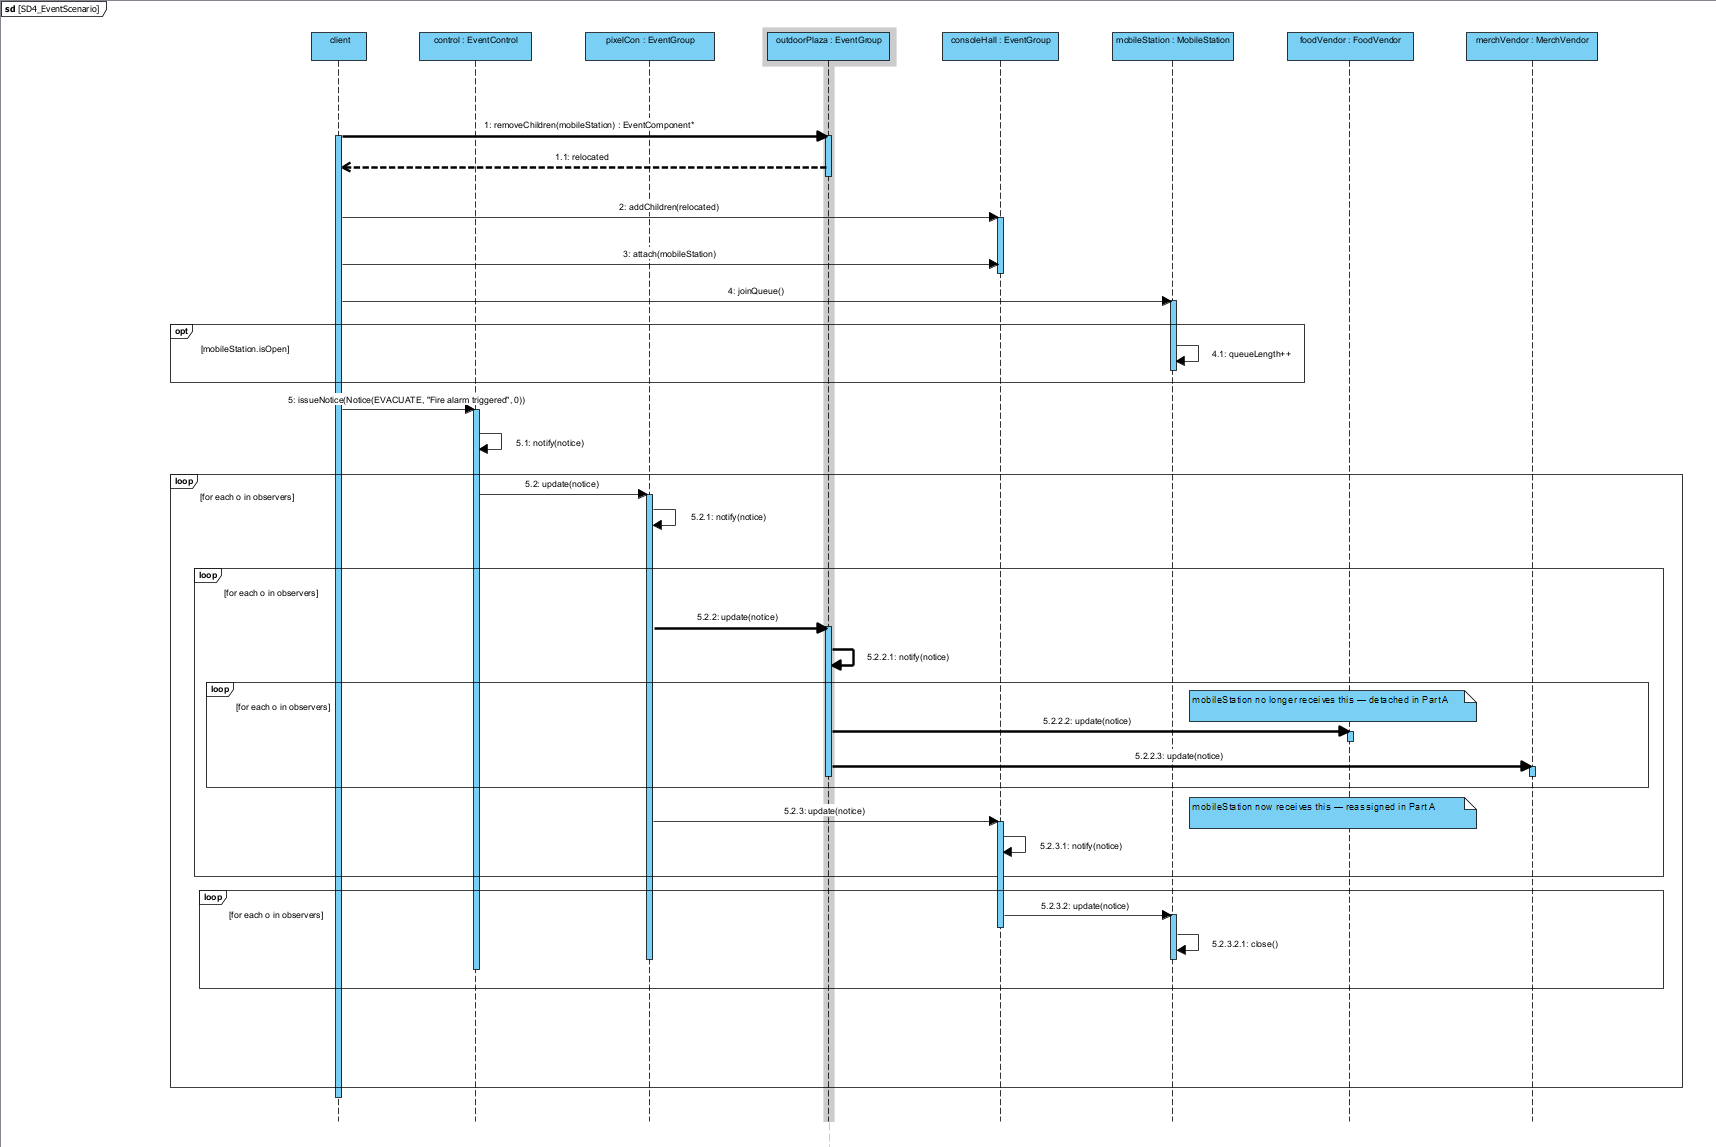 sd [SD4_EventScenario]
client
control : EventControl
pixelCon : EventGroup
outdoorPlaza : EventGroup
consoleHall : EventGroup
mobileStation : MobileStation
foodVendor : FoodVendor
merchVendor : MerchVendor
1: removeChildren(mobileStation) : EventComponent*
1.1: relocated
2: addChildren(relocated)
3: attach(mobileStation)
4: joinQueue()
opt
[mobileStation.isOpen]
4.1: queueLength++
5: issueNotice(Notice(EVACUATE, "Fire alarm triggered", 0))
5.1: notify(notice)
loop
[for each o in observers]
5.2: update(notice)
5.2.1: notify(notice)
loop
[for each o in observers]
5.2.2: update(notice)
5.2.2.1: notify(notice)
loop
[for each o in observers]
mobileStation no longer receives this — detached in Part A
5.2.2.2: update(notice)
5.2.2.3: update(notice)
mobileStation now receives this — reassigned in Part A
5.2.3: update(notice)
5.2.3.1: notify(notice)
loop
[for each o in observers]
5.2.3.2: update(notice)
5.2.3.2.1: close()